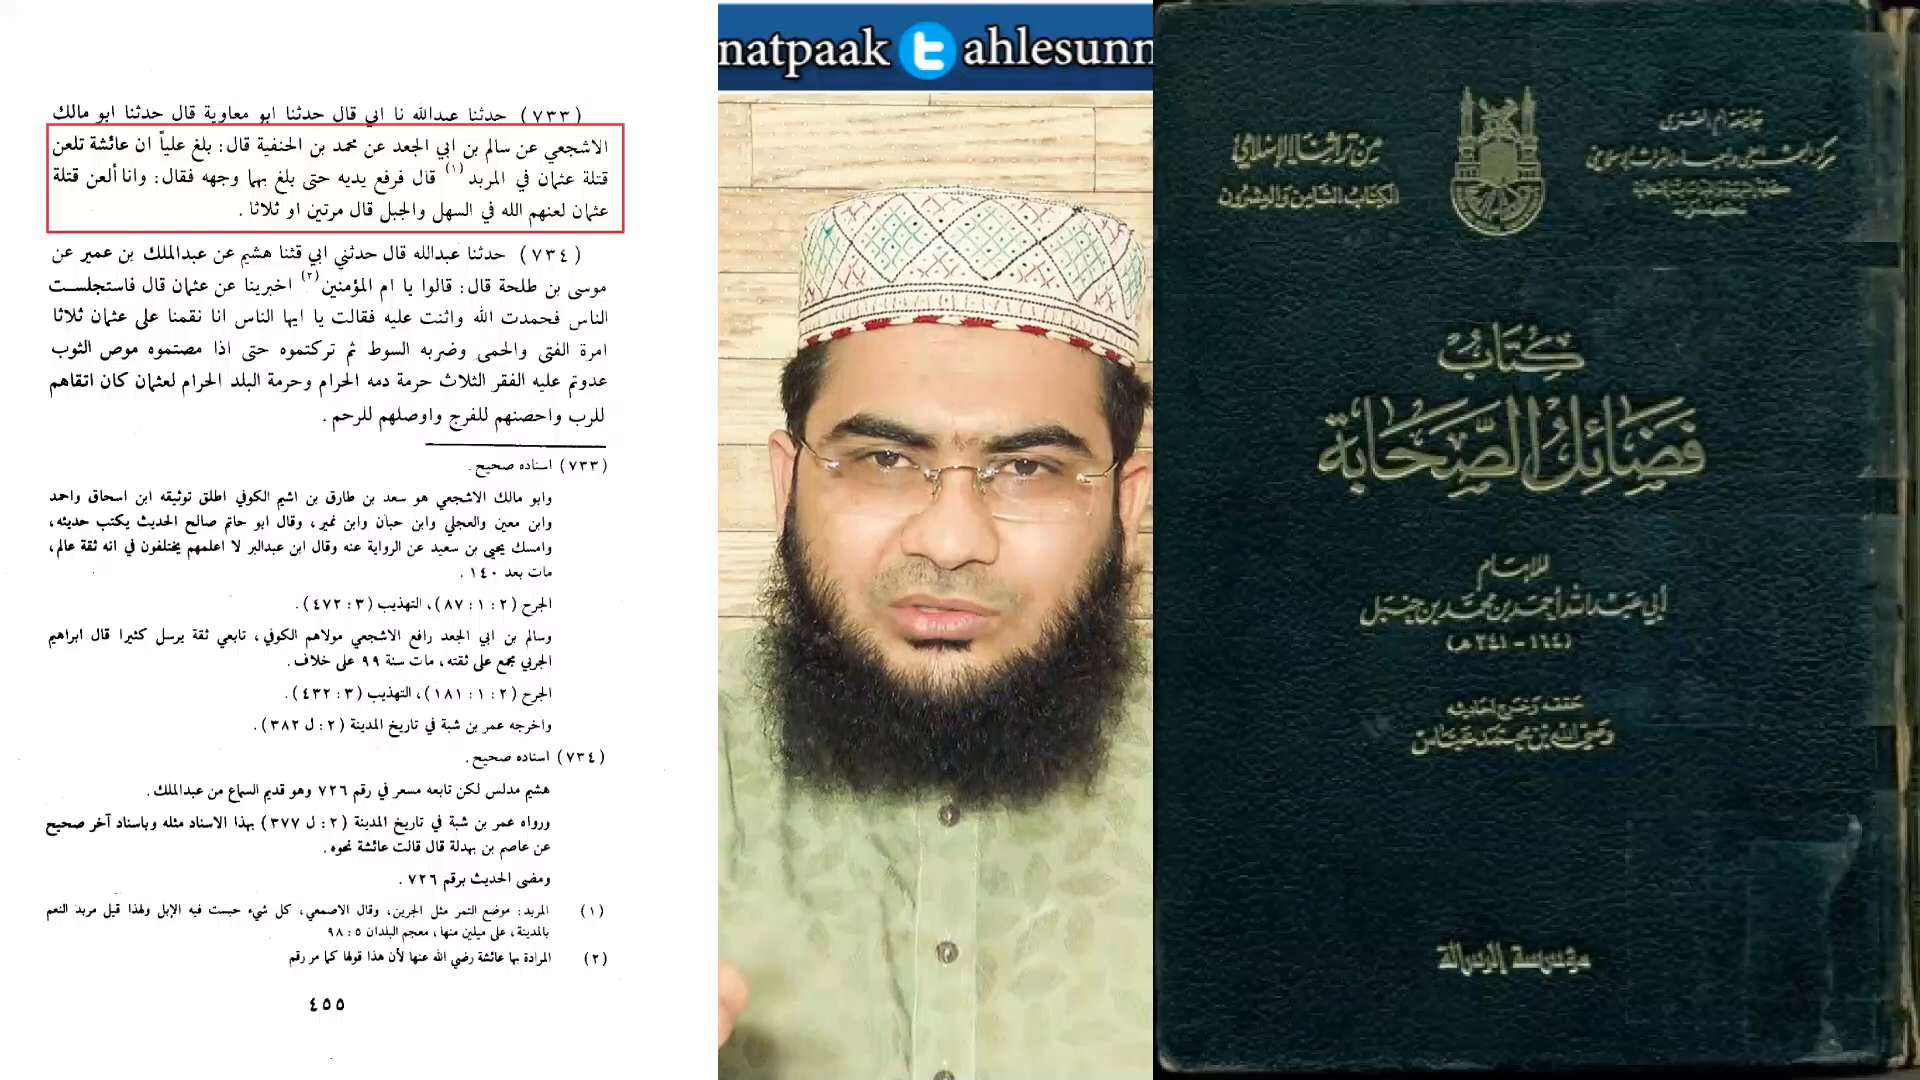 (٧٣٣) حدثنا عبدالله نا ابي قال حدثنا ابو معاوية قال حدثنا ابو مالك
الاشجعي عن سالم بن ابي الجعد عن محمد بن الحنفية قال: بلغ علياً ان عائشة تلعن
قتلة عثمان في المربد (١) قال فرفع يديه حتى بلغ بهما وجهه فقال: وانا ألعن قتلة
عثمان لعنهم الله في السهل والجبل قال مرتين او ثلاثا .
(٧٣٤) حدثنا عبدالله قال حدثني ابي قثنا هشيم عن عبدالملك بن عمير عن
موسى بن طلحة قال: قالوا يا ام المؤمنين (٢) اخبرينا عن عثمان قال فاستجلست
الناس فحمدت الله واثنت عليه فقالت يا ايها الناس انا نقمنا على عثمان ثلاثا
امرة الفتى والحمى وضربه السوط ثم تركتموه حتى اذا مصتموه موص الثوب
عدوتم عليه الفقر الثلاث حرمة دمه الحرام وحرمة البلد الحرام لعثمان كان اتقاهم
للرب واحصنهم للفرج واوصلهم للرحم .
(٧٣٣) اسناده صحيح .
وابو مالك الاشجعي هو سعد بن طارق بن اشيم الكوفي اطلق توثيقه ابن اسحاق واحمد
وابن معين والعجلي وابن حبان وابن نمير، وقال ابو حاتم صالح الحديث يكتب حديثه،
وامسك يحيى بن سعيد عن الرواية عنه وقال ابن عبدالبر لا اعلمهم يختلفون في انه ثقة عالم،
مات بعد ١٤٠ .
الجرح (٢ : ١ : ٨٧)، التهذيب (٣ : ٤٧٢) .
وسالم بن ابي الجعد رافع الاشجعي مولاهم الكوفي، تابعي ثقة يرسل كثيرا قال ابراهيم
الحربي مجمع على ثقته، مات سنة ٩٩ على خلاف .
الجرح (٢ : ١ : ١٨١)، التهذيب (٣ : ٤٣٢) .
واخرجه عمر بن شبة في تاريخ المدينة (٢ : ل ٣٨٢) .
(٧٣٤) اسناده صحيح .
هشيم مدلس لكن تابعه مسعر في رقم ٧٢٦ وهو قديم السماع من عبدالملك .
ورواه عمر بن شبة في تاريخ المدينة (٢ : ل ٣٧٧) بهذا الاسناد مثله وباسناد آخر صحيح
عن عاصم بن بهدلة قال قالت عائشة نحوه .
ومضى الحديث برقم ٧٢٦ .
(١) المربد: موضع التمر مثل الجرين، وقال الاصمعي، كل شيء حبست فيه الإبل ولهذا قيل مربد النعم
بالمدينة، على ميلين منها، معجم البلدان ٥ : ٩٨
(٢) المرادة بها عائشة رضي الله عنها لأن هذا قولها كما مر رقم
٤٥٥
natpaak ahlesunn
جامعة أم القرى
من تراثنا الإسلامي
الكتاب الثامن والعشرون
كتاب
فضائل الصحابة
للإمام
أبي عبد الله أحمد بن محمد بن حنبل
(١٦٤ - ٢٤١ هـ)
حققه وخرج أحاديثه
وصي الله بن محمد عباس
مؤسسة الرسالة